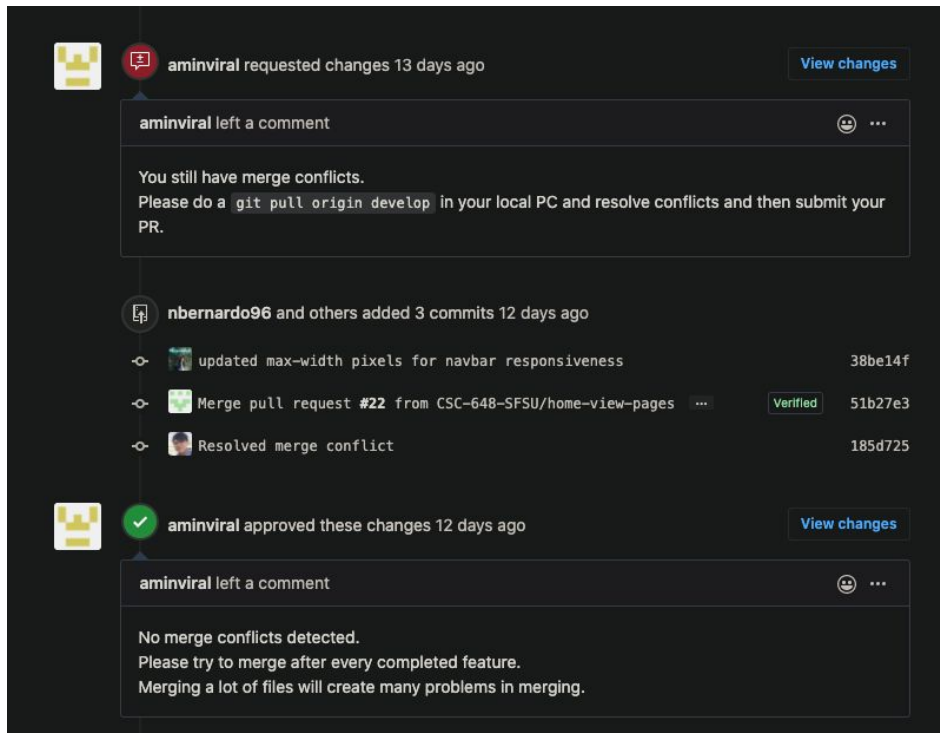 aminviral requested changes 13 days ago
View changes
aminviral left a comment
You still have merge conflicts.
Please do a git pull origin develop in your local PC and resolve conflicts and then submit your
PR.
nbernardo96 and others added 3 commits 12 days ago
updated max-width pixels for navbar responsiveness 38be14f
Merge pull request #22 from CSC-648-SFSU/home-view-pages ... Verified 51b27e3
Resolved merge conflict 185d725
aminviral approved these changes 12 days ago
View changes
aminviral left a comment
No merge conflicts detected.
Please try to merge after every completed feature.
Merging a lot of files will create many problems in merging.